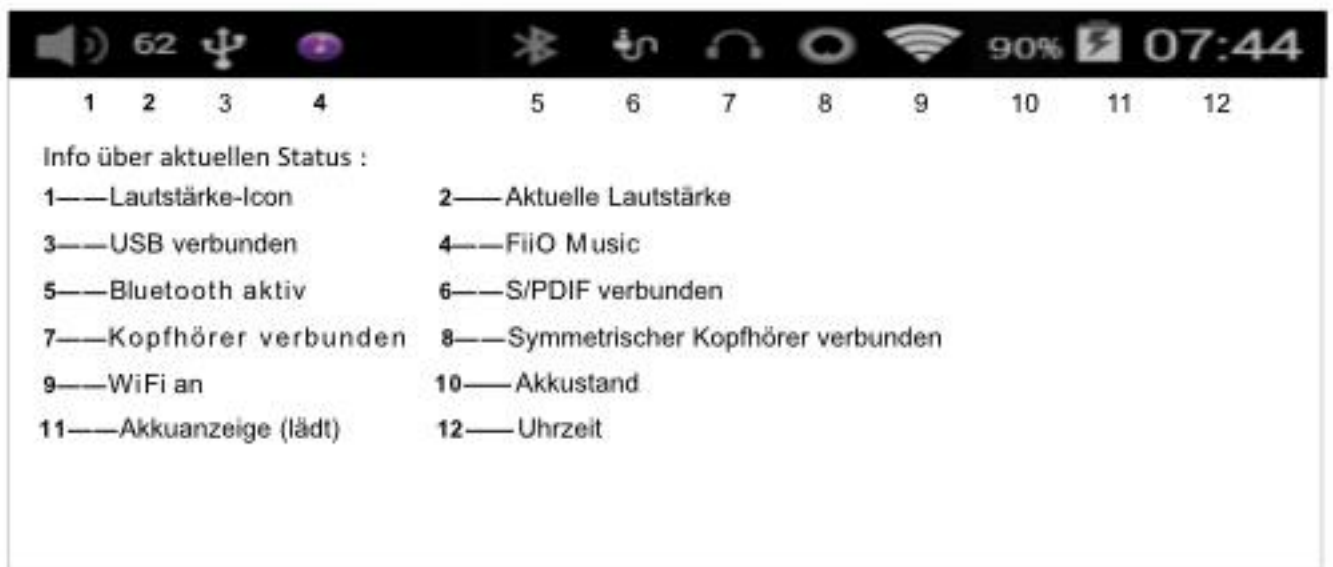 62 90% 07:44
1 2 3 4 5 6 7 8 9 10 11 12
Info über aktuellen Status :
1——Lautstärke-Icon 2——Aktuelle Lautstärke
3——USB verbunden 4——FiiO Music
5——Bluetooth aktiv 6——S/PDIF verbunden
7——Kopfhörer verbunden 8——Symmetrischer Kopfhörer verbunden
9——WiFi an 10——Akkustand
11——Akkuanzeige (lädt) 12——Uhrzeit